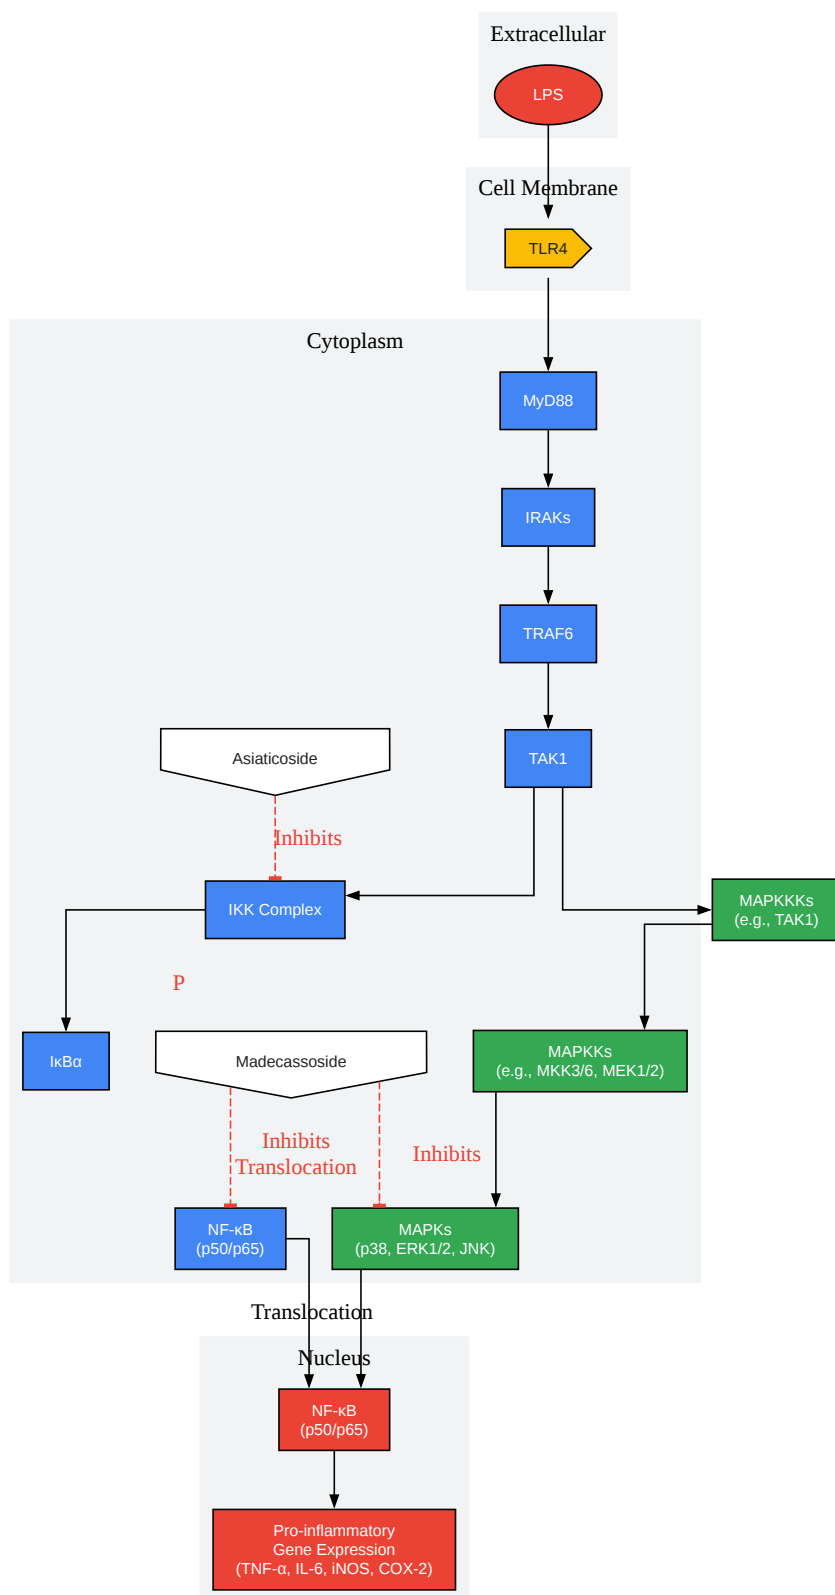 Extracellular
LPS
Cell Membrane
TLR4
Cytoplasm
MyD88
IRAKs
TRAF6
TAK1
Asiaticoside
Inhibits
IKK Complex
MAPKKKs
(e.g., TAK1)
P
IκBα
Madecassoside
MAPKKs
(e.g., MKK3/6, MEK1/2)
Inhibits
Translocation
Inhibits
NF-κB
(p50/p65)
MAPKs
(p38, ERK1/2, JNK)
Translocation
Nucleus
NF-κB
(p50/p65)
Pro-inflammatory
Gene Expression
(TNF-α, IL-6, iNOS, COX-2)